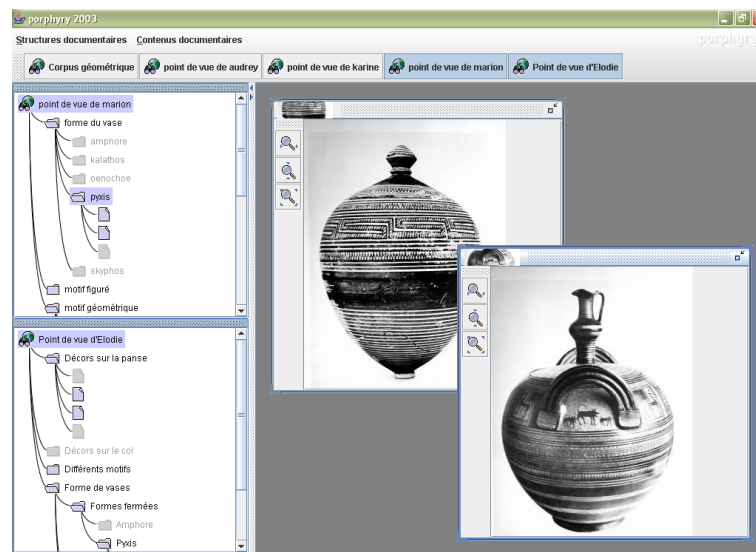 porphyry 2003
Structures documentaires Contenus documentaires
porphyry
Corpus géométrique point de vue de audrey point de vue de karine point de vue de marion Point de vue d'Elodie
point de vue de marion
forme du vase
amphore
kalathos
oenochoe
pyxis
skyphos
motif figuré
motif géométrique
Point de vue d'Elodie
Décors sur la panse
Décors sur le col
Différents motifs
Forme de vases
Formes fermées
Amphore
Pyxis